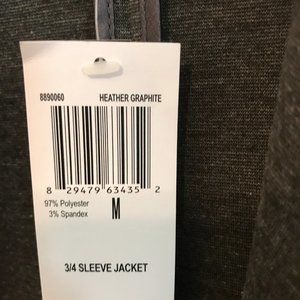 8890060 HEATHER GRAPHITE
8 29479 63435 2
97% Polyester
3% Spandex
M
3/4 SLEEVE JACKET